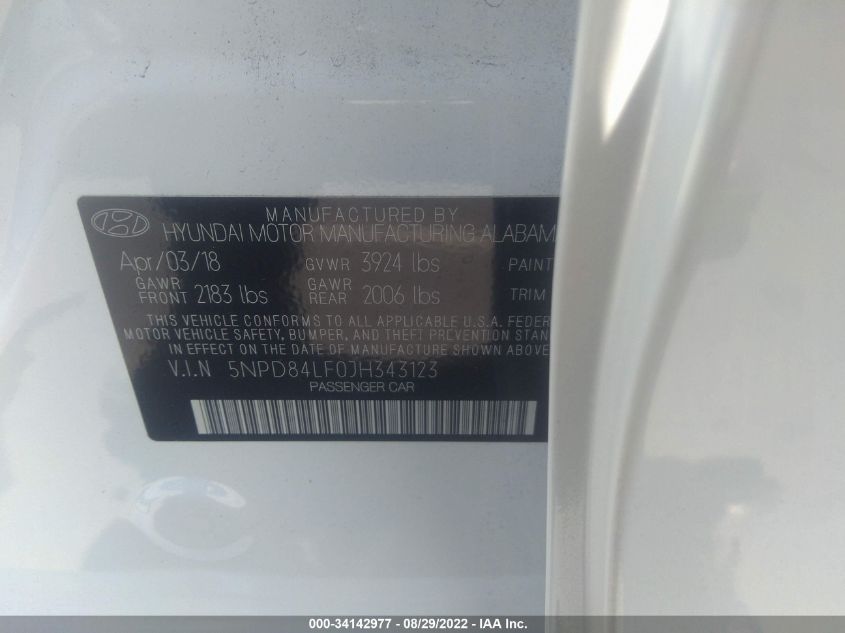 MANUFACTURED BY
HYUNDAI MOTOR MANUFACTURING ALABAM
Apr/03/18 GVWR 3924 lbs PAINT
GAWR FRONT 2183 lbs GAWR REAR 2006 lbs TRIM
THIS VEHICLE CONFORMS TO ALL APPLICABLE U.S.A. FEDER
MOTOR VEHICLE SAFETY, BUMPER, AND THEFT PREVENTION STAN
IN EFFECT ON THE DATE OF MANUFACTURE SHOWN ABOVE
V.I.N 5NPD84LF0JH343123
PASSENGER CAR
000-34142977 - 08/29/2022 - IAA Inc.